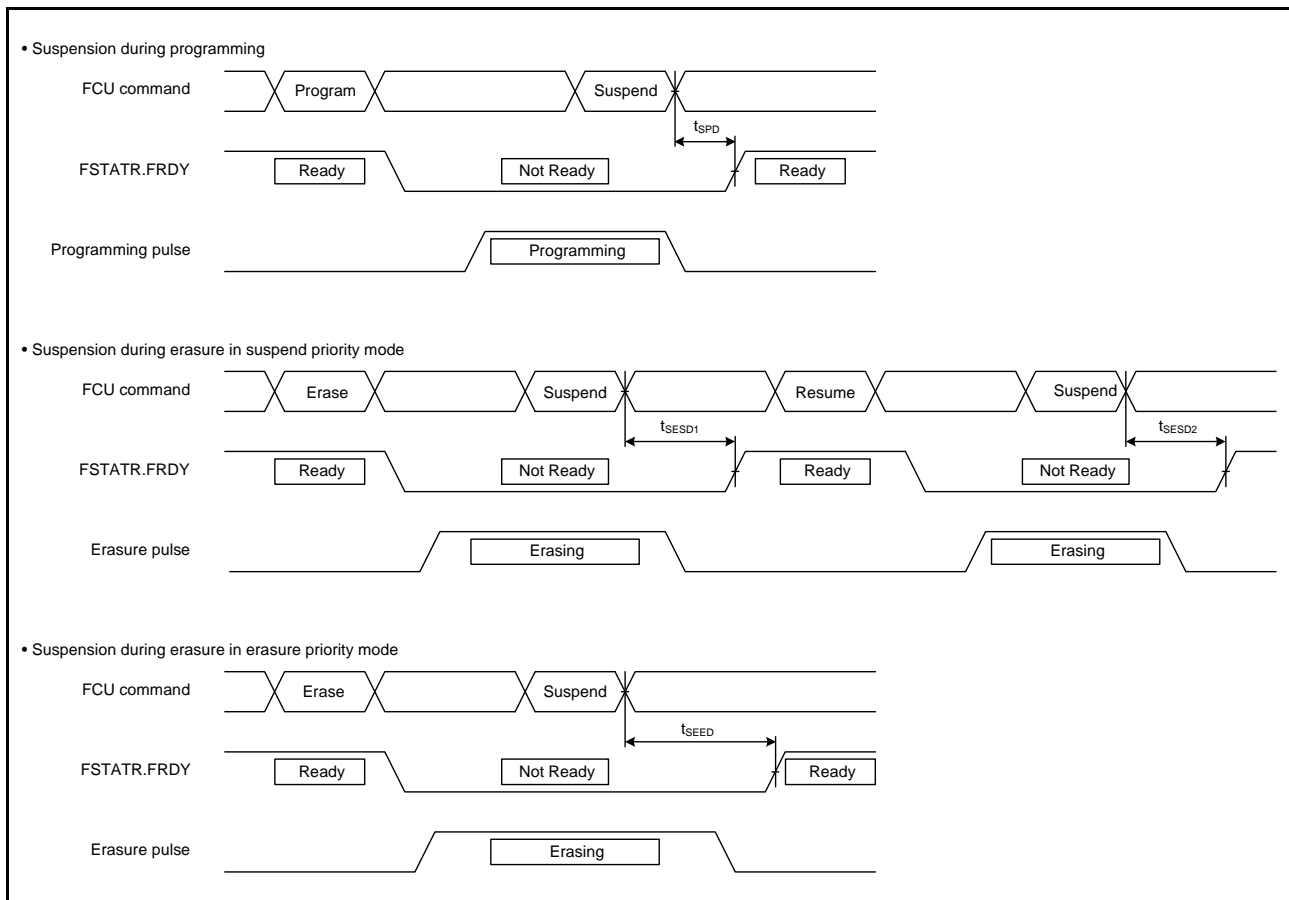 • Suspension during programming
FCU command
Program
Suspend
tSPD
FSTATR.FRDY
Ready
Not Ready
Ready
Programming pulse
Programming
• Suspension during erasure in suspend priority mode
FCU command
Erase
Suspend
Resume
Suspend
tSESD1
tSESD2
FSTATR.FRDY
Ready
Not Ready
Ready
Not Ready
Erasure pulse
Erasing
Erasing
• Suspension during erasure in erasure priority mode
FCU command
Erase
Suspend
tSEED
FSTATR.FRDY
Ready
Not Ready
Ready
Erasure pulse
Erasing